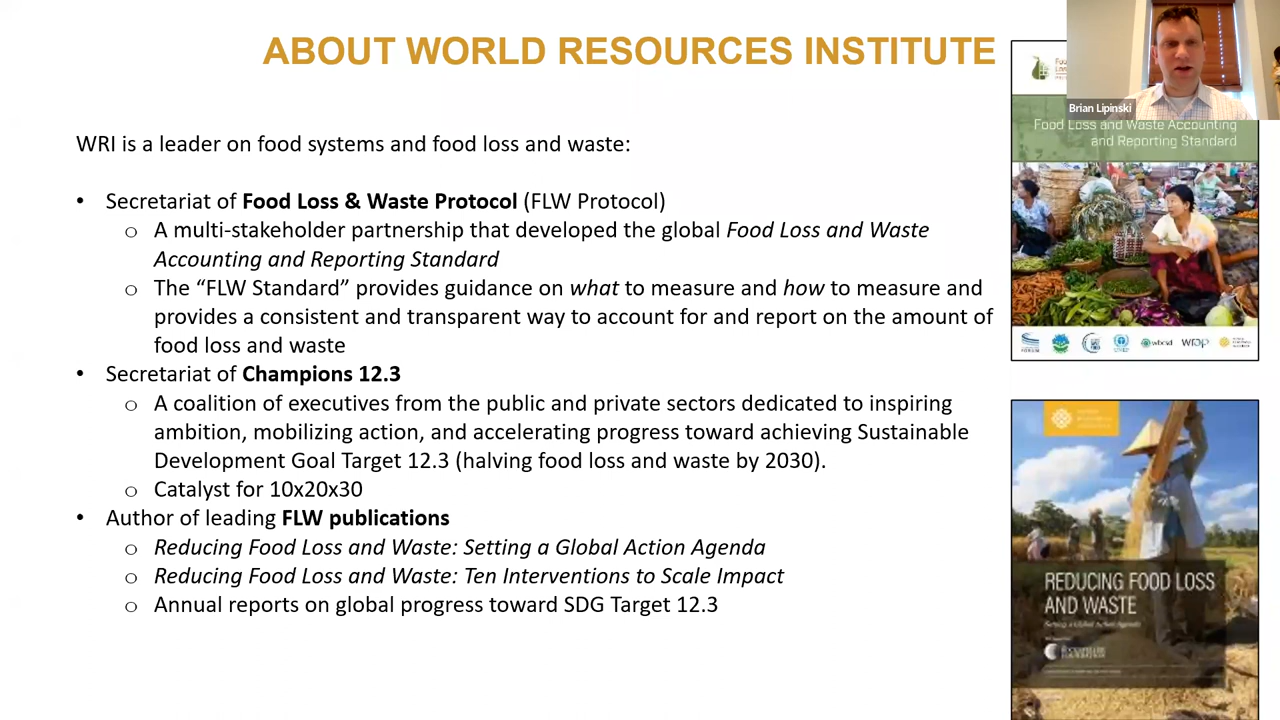 ABOUT WORLD RESOURCES INSTITUTE
WRI is a leader on food systems and food loss and waste:
• Secretariat of Food Loss & Waste Protocol (FLW Protocol)
o A multi-stakeholder partnership that developed the global Food Loss and Waste
Accounting and Reporting Standard
o The “FLW Standard” provides guidance on what to measure and how to measure and
provides a consistent and transparent way to account for and report on the amount of
food loss and waste
• Secretariat of Champions 12.3
o A coalition of executives from the public and private sectors dedicated to inspiring
ambition, mobilizing action, and accelerating progress toward achieving Sustainable
Development Goal Target 12.3 (halving food loss and waste by 2030).
o Catalyst for 10x20x30
• Author of leading FLW publications
o Reducing Food Loss and Waste: Setting a Global Action Agenda
o Reducing Food Loss and Waste: Ten Interventions to Scale Impact
o Annual reports on global progress toward SDG Target 12.3
Brian Lipinski
Food Loss and Waste Accounting
and Reporting Standard
wbcsd
wrap
REDUCING FOOD LOSS
AND WASTE
Setting a Global Action Agenda